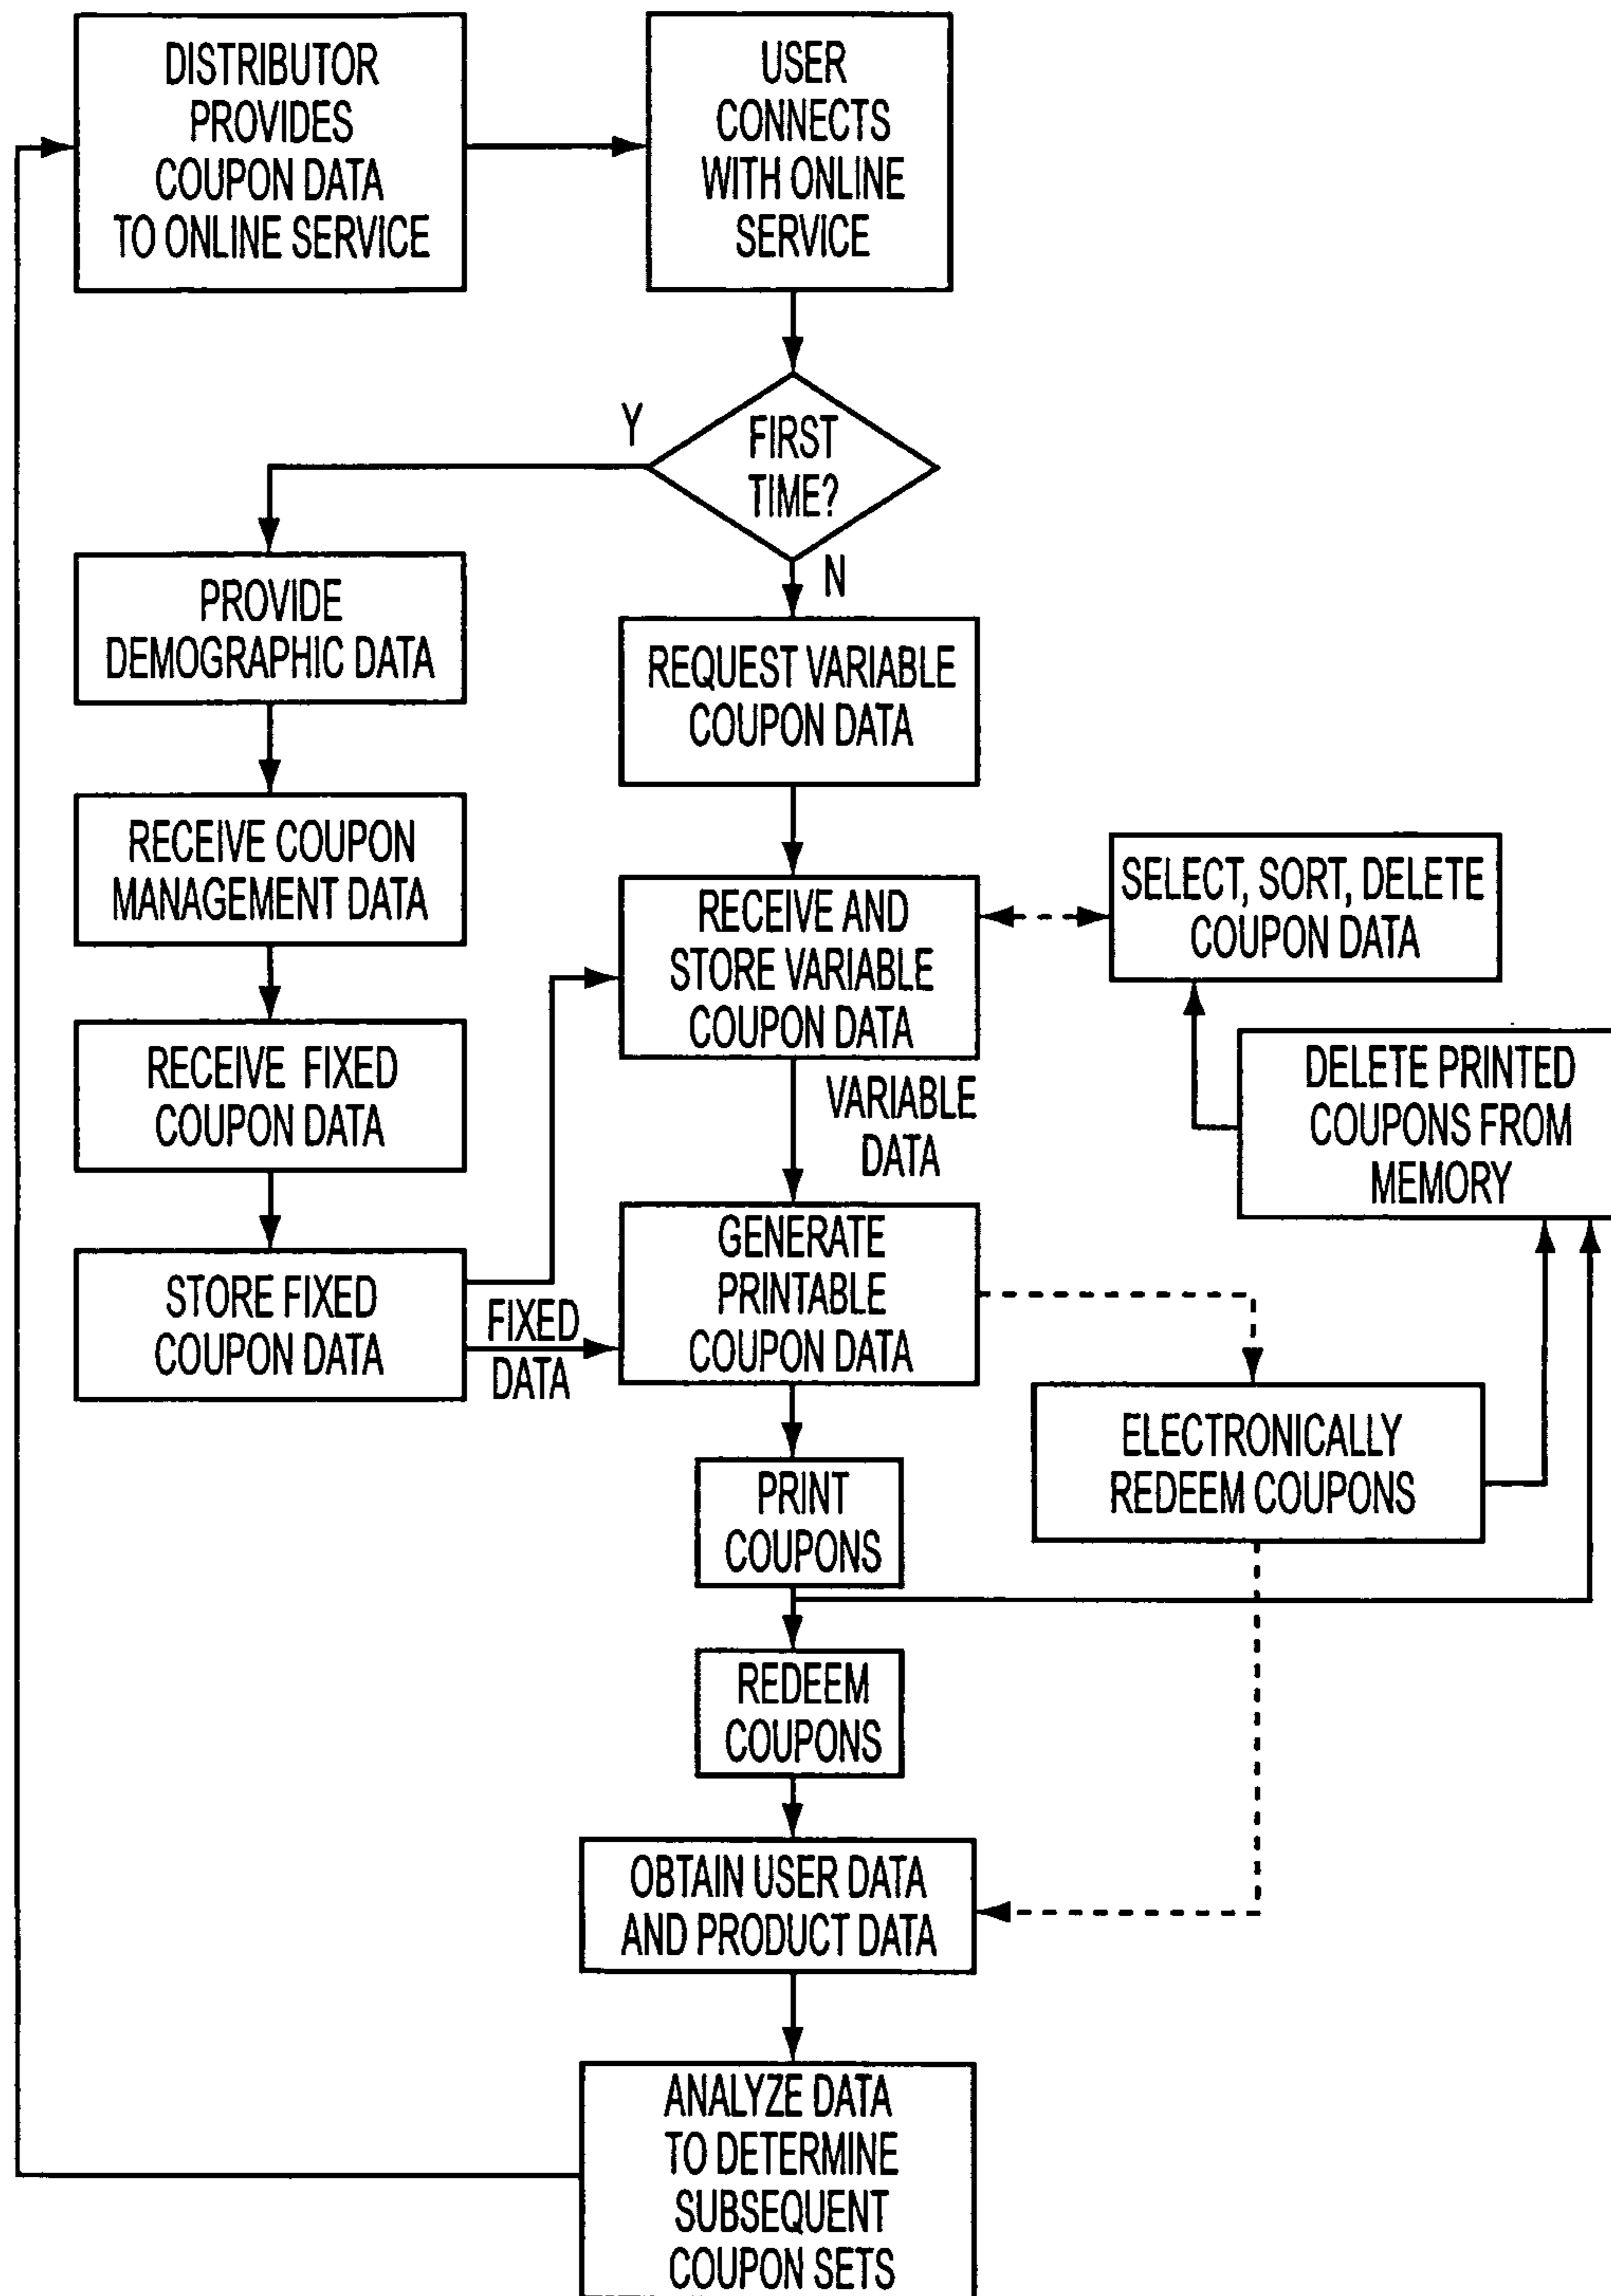 DISTRIBUTOR
PROVIDES
COUPON DATA
TO ONLINE SERVICE
USER
CONNECTS
WITH ONLINE
SERVICE
FIRST
TIME?
Y
N
PROVIDE
DEMOGRAPHIC DATA
REQUEST VARIABLE
COUPON DATA
RECEIVE COUPON
MANAGEMENT DATA
RECEIVE AND
STORE VARIABLE
COUPON DATA
SELECT, SORT, DELETE
COUPON DATA
RECEIVE FIXED
COUPON DATA
VARIABLE
DATA
DELETE PRINTED
COUPONS FROM
MEMORY
STORE FIXED
COUPON DATA
FIXED
DATA
GENERATE
PRINTABLE
COUPON DATA
ELECTRONICALLY
REDEEM COUPONS
PRINT
COUPONS
REDEEM
COUPONS
OBTAIN USER DATA
AND PRODUCT DATA
ANALYZE DATA
TO DETERMINE
SUBSEQUENT
COUPON SETS